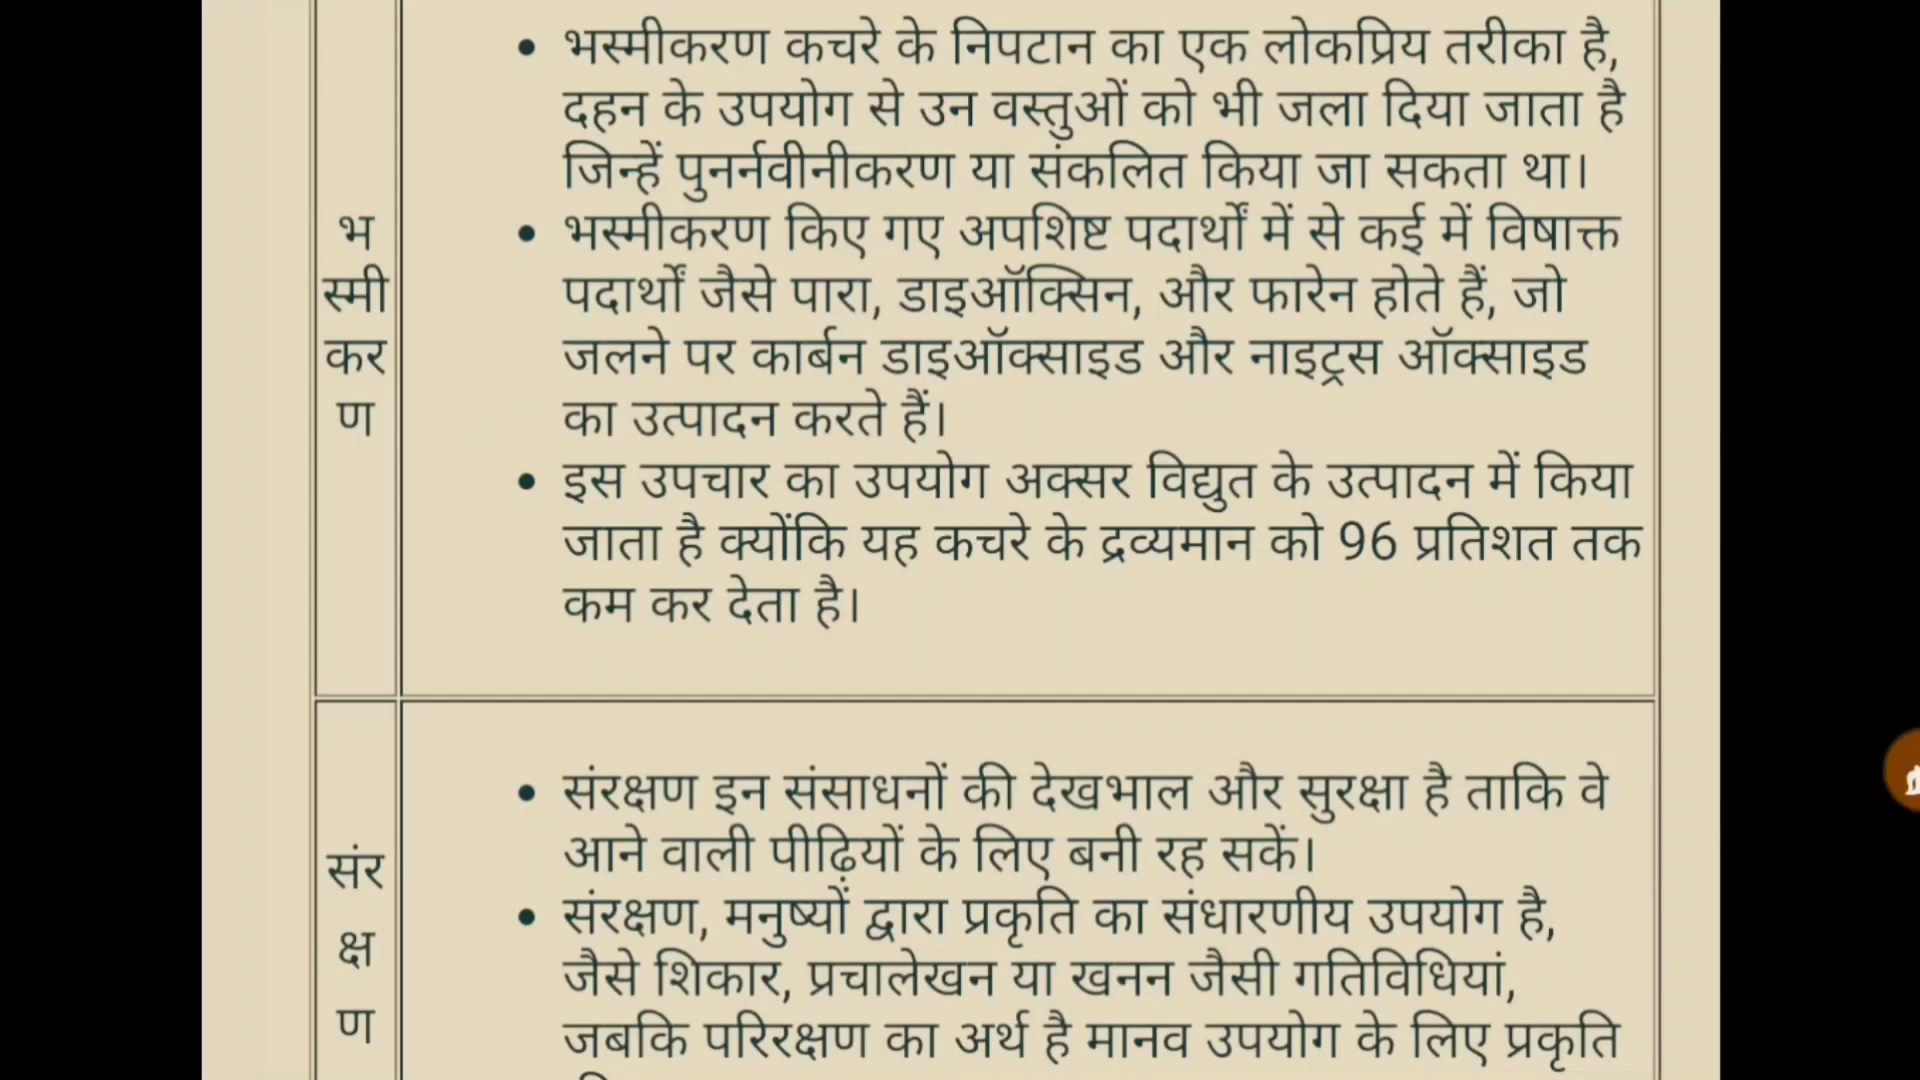 भ
स्मी
कर
ण
• भस्मीकरण कचरे के निपटान का एक लोकप्रिय तरीका है,
दहन के उपयोग से उन वस्तुओं को भी जला दिया जाता है
जिन्हें पुनर्नवीनीकरण या संकलित किया जा सकता था।
• भस्मीकरण किए गए अपशिष्ट पदार्थों में से कई में विषाक्त
पदार्थों जैसे पारा, डाइऑक्सिन, और फारेन होते हैं, जो
जलने पर कार्बन डाइऑक्साइड और नाइट्रस ऑक्साइड
का उत्पादन करते हैं।
• इस उपचार का उपयोग अक्सर विद्युत के उत्पादन में किया
जाता है क्योंकि यह कचरे के द्रव्यमान को 96 प्रतिशत तक
कम कर देता है।
संर
क्ष
ण
• संरक्षण इन संसाधनों की देखभाल और सुरक्षा है ताकि वे
आने वाली पीढ़ियों के लिए बनी रह सकें।
• संरक्षण, मनुष्यों द्वारा प्रकृति का संधारणीय उपयोग है,
जैसे शिकार, प्रचालेखन या खनन जैसी गतिविधियां,
जबकि परिरक्षण का अर्थ है मानव उपयोग के लिए प्रकृति